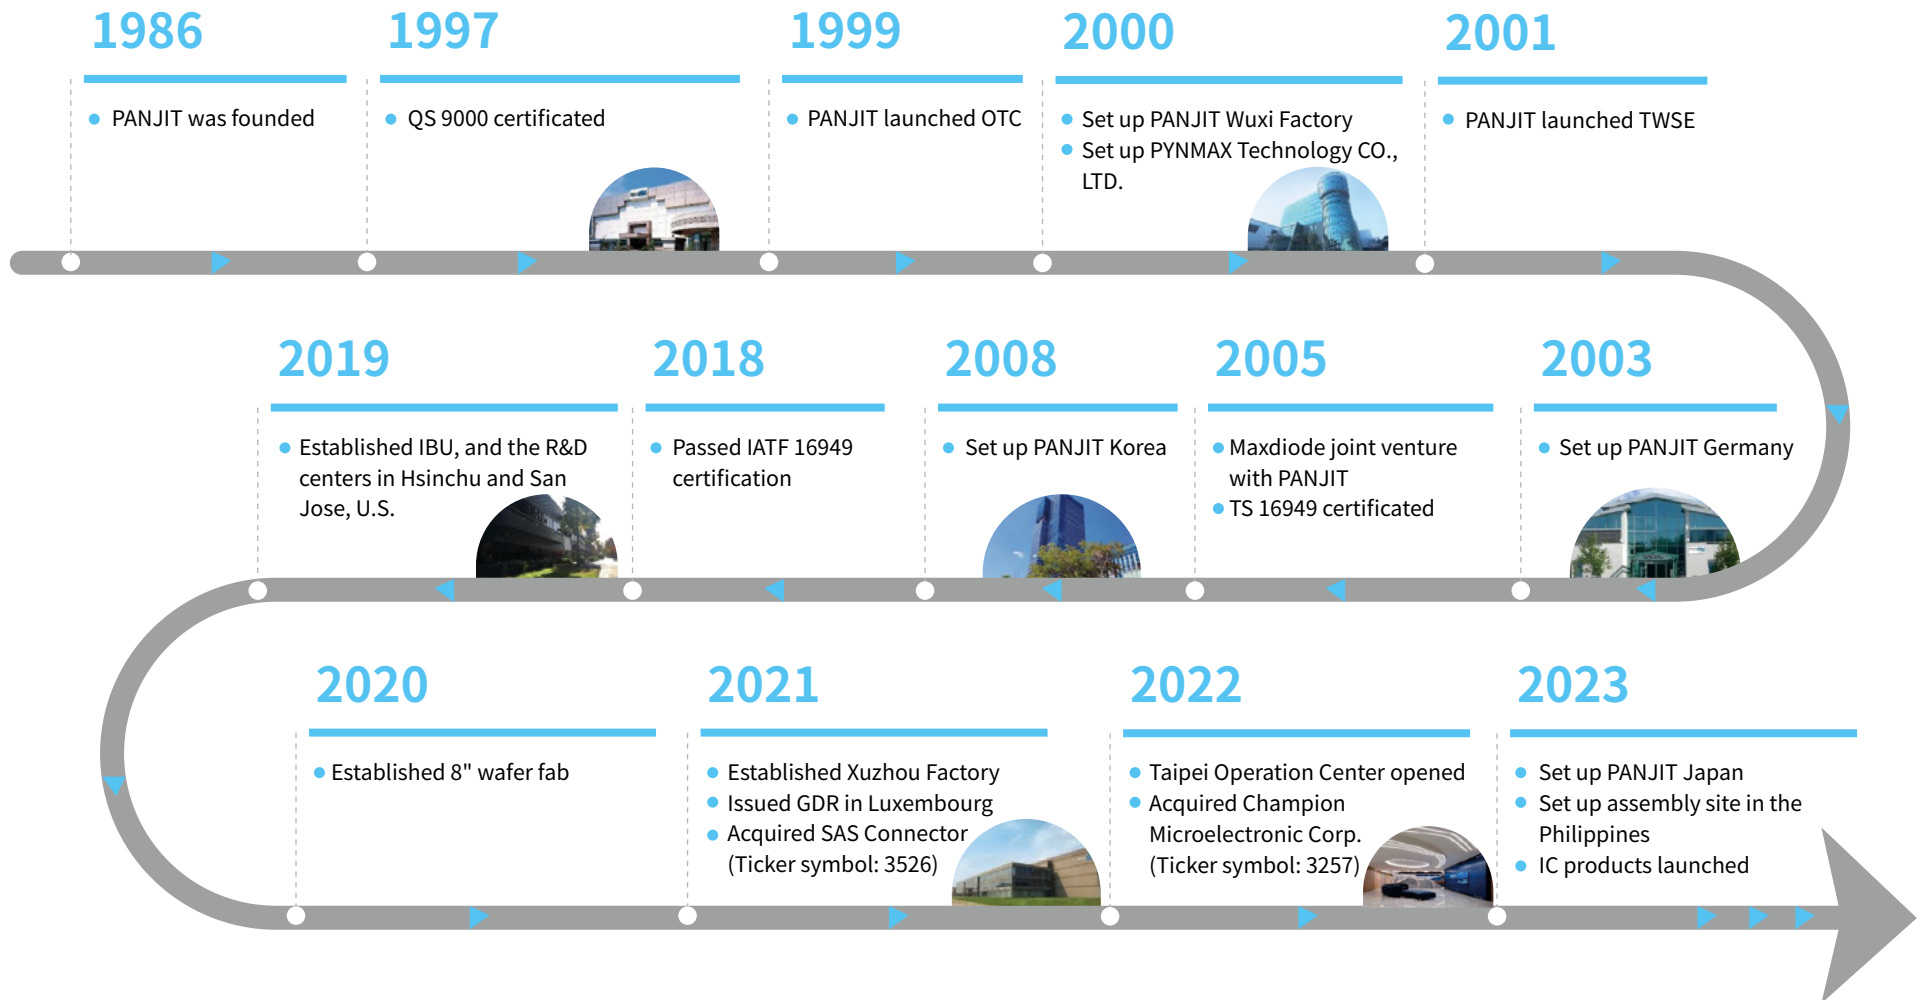 1986
PANJIT was founded
1997
QS 9000 certificated
1999
PANJIT launched OTC
2000
Set up PANJIT Wuxi Factory
Set up PYNMAX Technology CO.,
LTD.
2001
PANJIT launched TWSE
2003
Set up PANJIT Germany
2005
Maxdiode joint venture
with PANJIT
TS 16949 certificated
2008
Set up PANJIT Korea
2018
Passed IATF 16949
certification
2019
Established IBU, and the R&D
centers in Hsinchu and San
Jose, U.S.
2020
Established 8" wafer fab
2021
Established Xuzhou Factory
Issued GDR in Luxembourg
Acquired SAS Connector
(Ticker symbol: 3526)
2022
Taipei Operation Center opened
Acquired Champion
Microelectronic Corp.
(Ticker symbol: 3257)
2023
Set up PANJIT Japan
Set up assembly site in the
Philippines
IC products launched